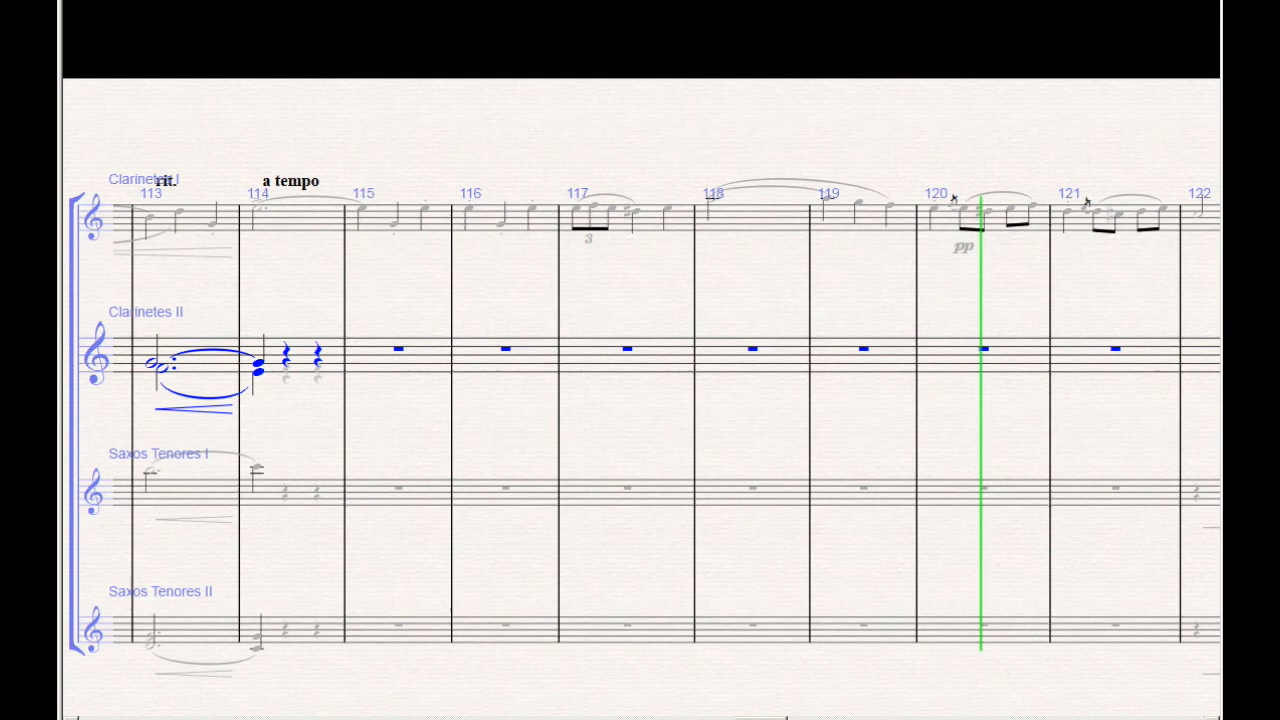 Clarinetes I
rit.
a tempo
113 114 115 116 117 118 119 120 121 122
3
pp
Clarinetes II
Saxos Tenores I
Saxos Tenores II